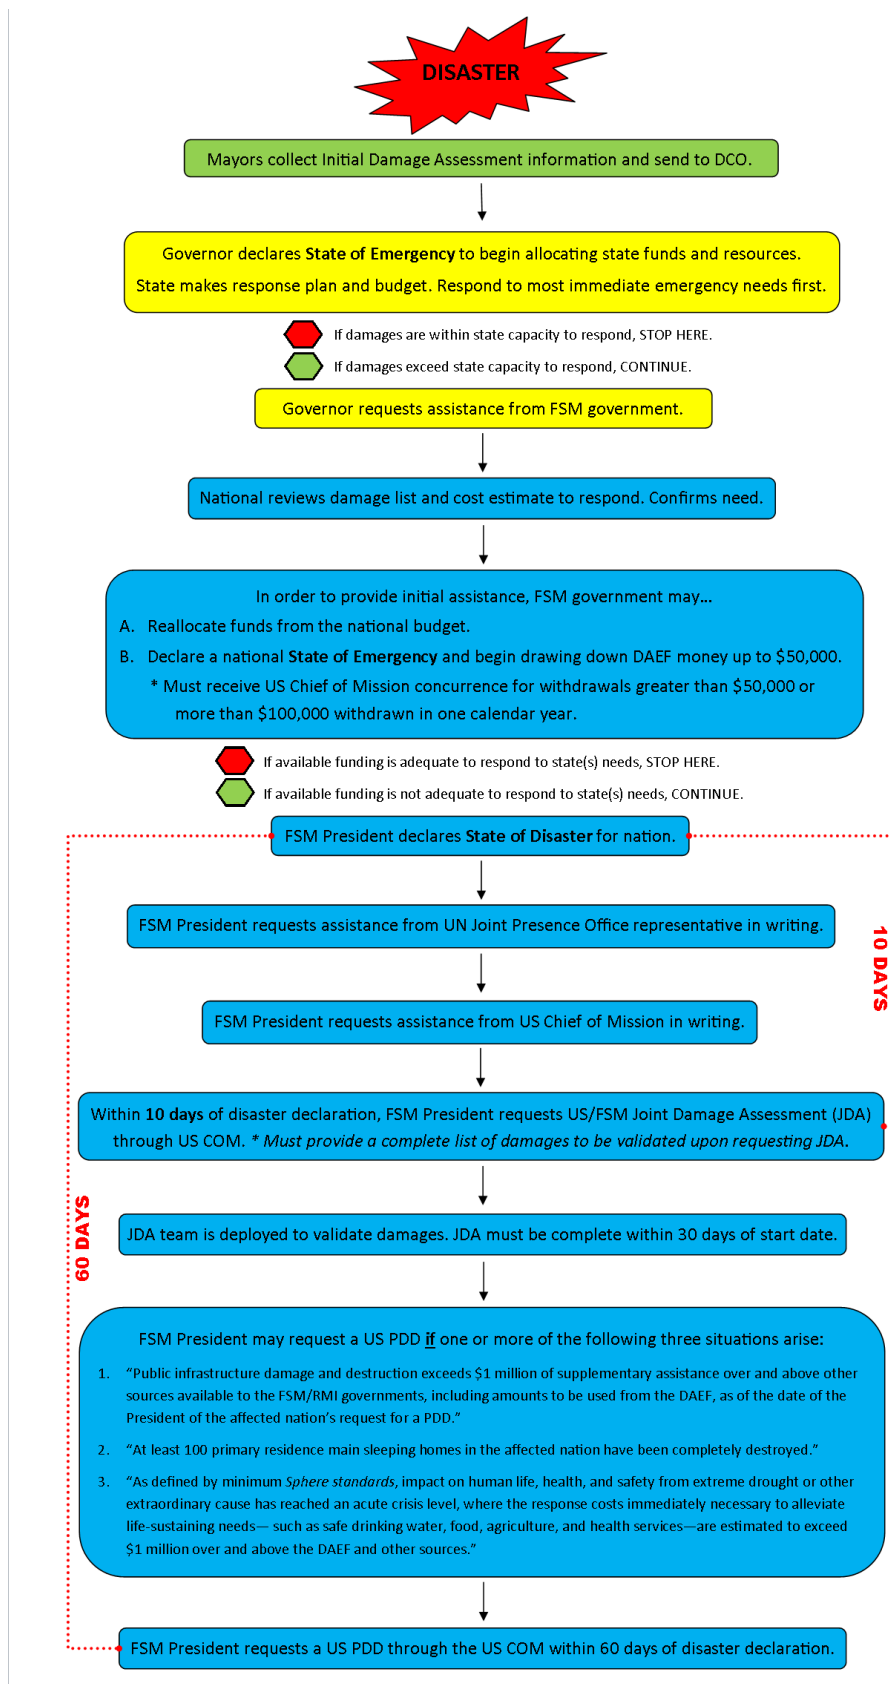 DISASTER
Mayors collect Initial Damage Assessment information and send to DCO.
Governor declares State of Emergency to begin allocating state funds and resources.
State makes response plan and budget. Respond to most immediate emergency needs first.
If damages are within state capacity to respond, STOP HERE.
If damages exceed state capacity to respond, CONTINUE.
Governor requests assistance from FSM government.
National reviews damage list and cost estimate to respond. Confirms need.
In order to provide initial assistance, FSM government may...
A. Reallocate funds from the national budget.
B. Declare a national State of Emergency and begin drawing down DAEF money up to $50,000.
* Must receive US Chief of Mission concurrence for withdrawals greater than $50,000 or
more than $100,000 withdrawn in one calendar year.
If available funding is adequate to respond to state(s) needs, STOP HERE.
If available funding is not adequate to respond to state(s) needs, CONTINUE.
FSM President declares State of Disaster for nation.
FSM President requests assistance from UN Joint Presence Office representative in writing.
10 DAYS
FSM President requests assistance from US Chief of Mission in writing.
Within 10 days of disaster declaration, FSM President requests US/FSM Joint Damage Assessment (JDA)
through US COM. * Must provide a complete list of damages to be validated upon requesting JDA.
60 DAYS
JDA team is deployed to validate damages. JDA must be complete within 30 days of start date.
FSM President may request a US PDD if one or more of the following three situations arise:
1. “Public infrastructure damage and destruction exceeds $1 million of supplementary assistance over and above other
sources available to the FSM/RMI governments, including amounts to be used from the DAEF, as of the date of the
President of the affected nation’s request for a PDD.”
2. “At least 100 primary residence main sleeping homes in the affected nation have been completely destroyed.”
3. “As defined by minimum Sphere standards, impact on human life, health, and safety from extreme drought or other
extraordinary cause has reached an acute crisis level, where the response costs immediately necessary to alleviate
life-sustaining needs— such as safe drinking water, food, agriculture, and health services—are estimated to exceed
$1 million over and above the DAEF and other sources.”
FSM President requests a US PDD through the US COM within 60 days of disaster declaration.